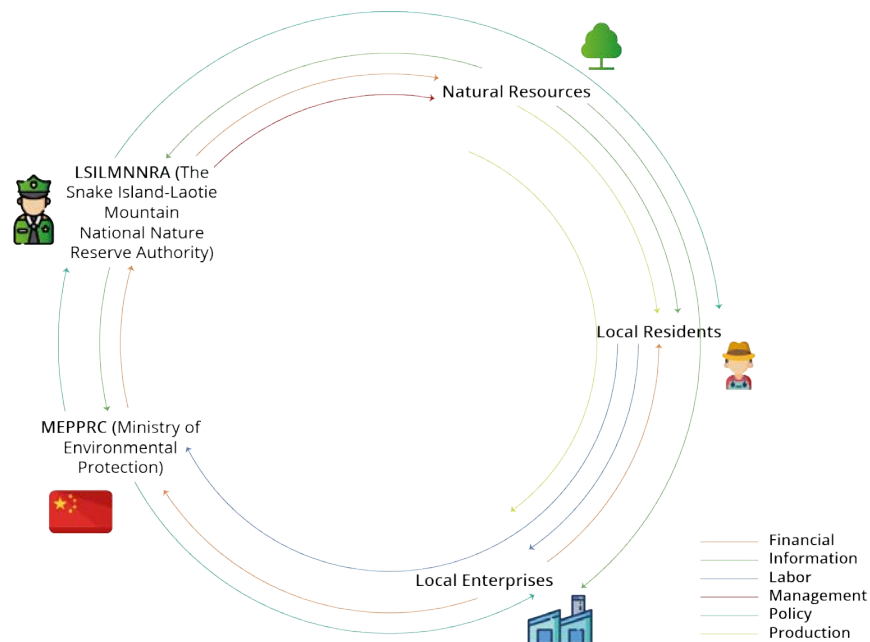 Natural Resources
LSILMNNRA (The
Snake Island-Laotie
Mountain
National Nature
Reserve Authority)
Local Residents
MEPPRC (Ministry of
Environmental
Protection)
Local Enterprises
Financial
Information
Labor
Management
Policy
Production